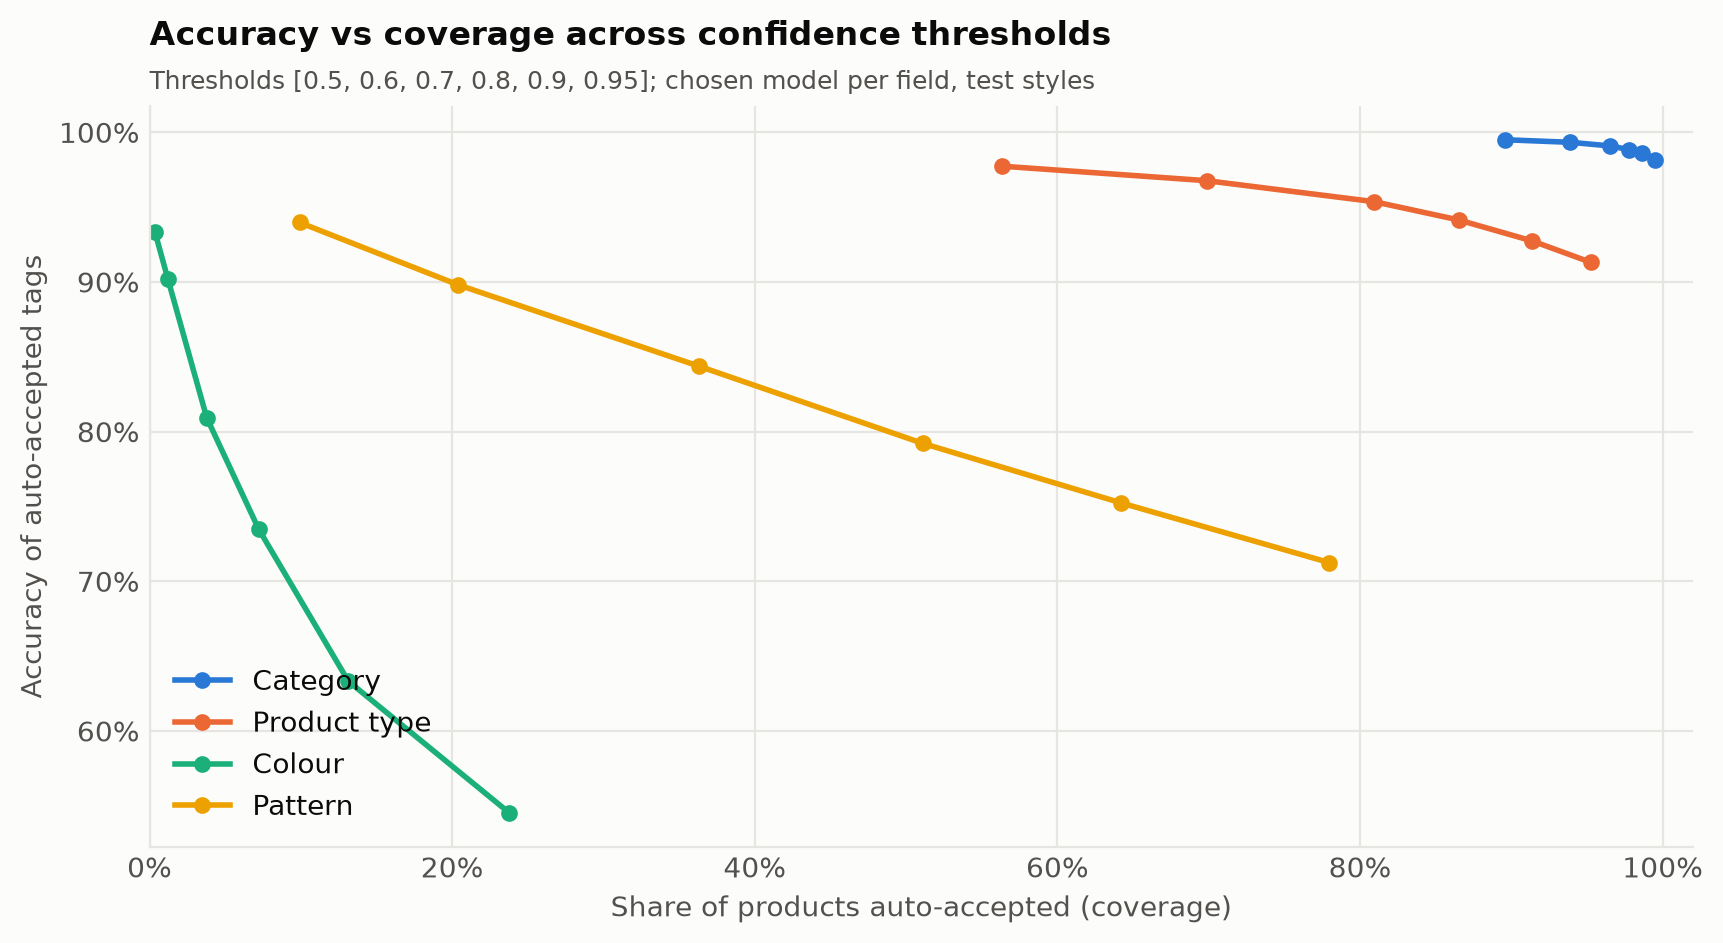 Accuracy vs coverage across confidence thresholds
Thresholds [0.5, 0.6, 0.7, 0.8, 0.9, 0.95]; chosen model per field, test styles
Accuracy of auto-accepted tags
100%
90%
80%
70%
60%
Category
Product type
Colour
Pattern
0%
20%
40%
60%
80%
100%
Share of products auto-accepted (coverage)